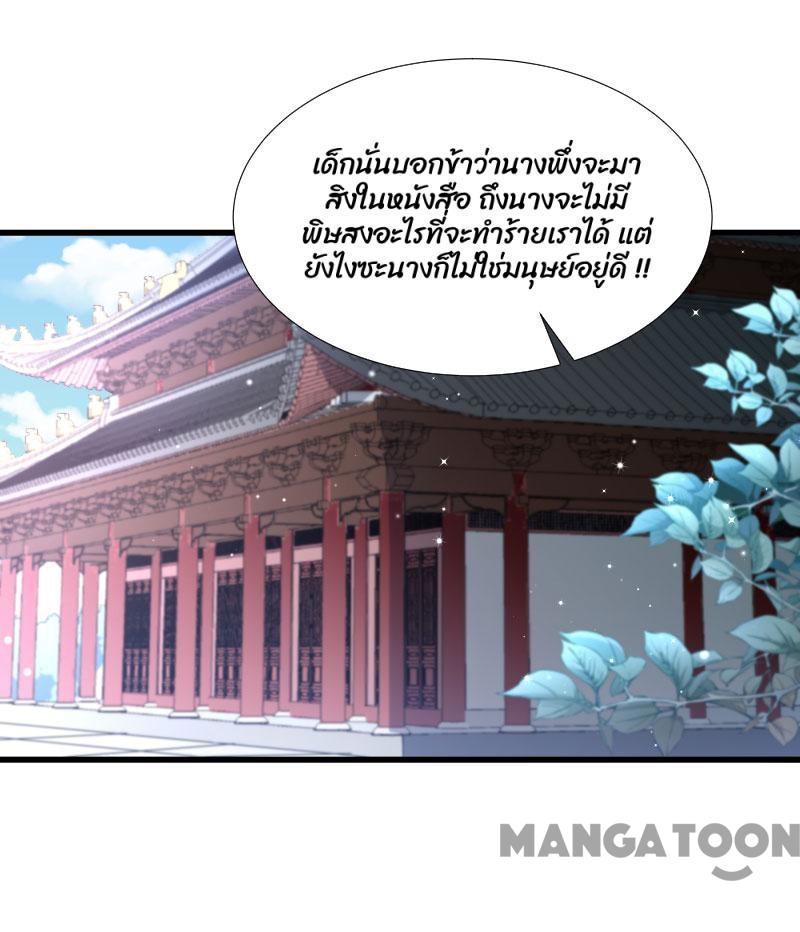 เด็กนั่นบอกข้าว่านางพึ่งจะมา
สิงในหนังสือ ถึงนางจะไม่มี
พิษสงอะไรที่จะทำร้ายเราได้ แต่
ยังไงซะนางก็ไม่ใช่มนุษย์อยู่ดี !!
MANGATOON